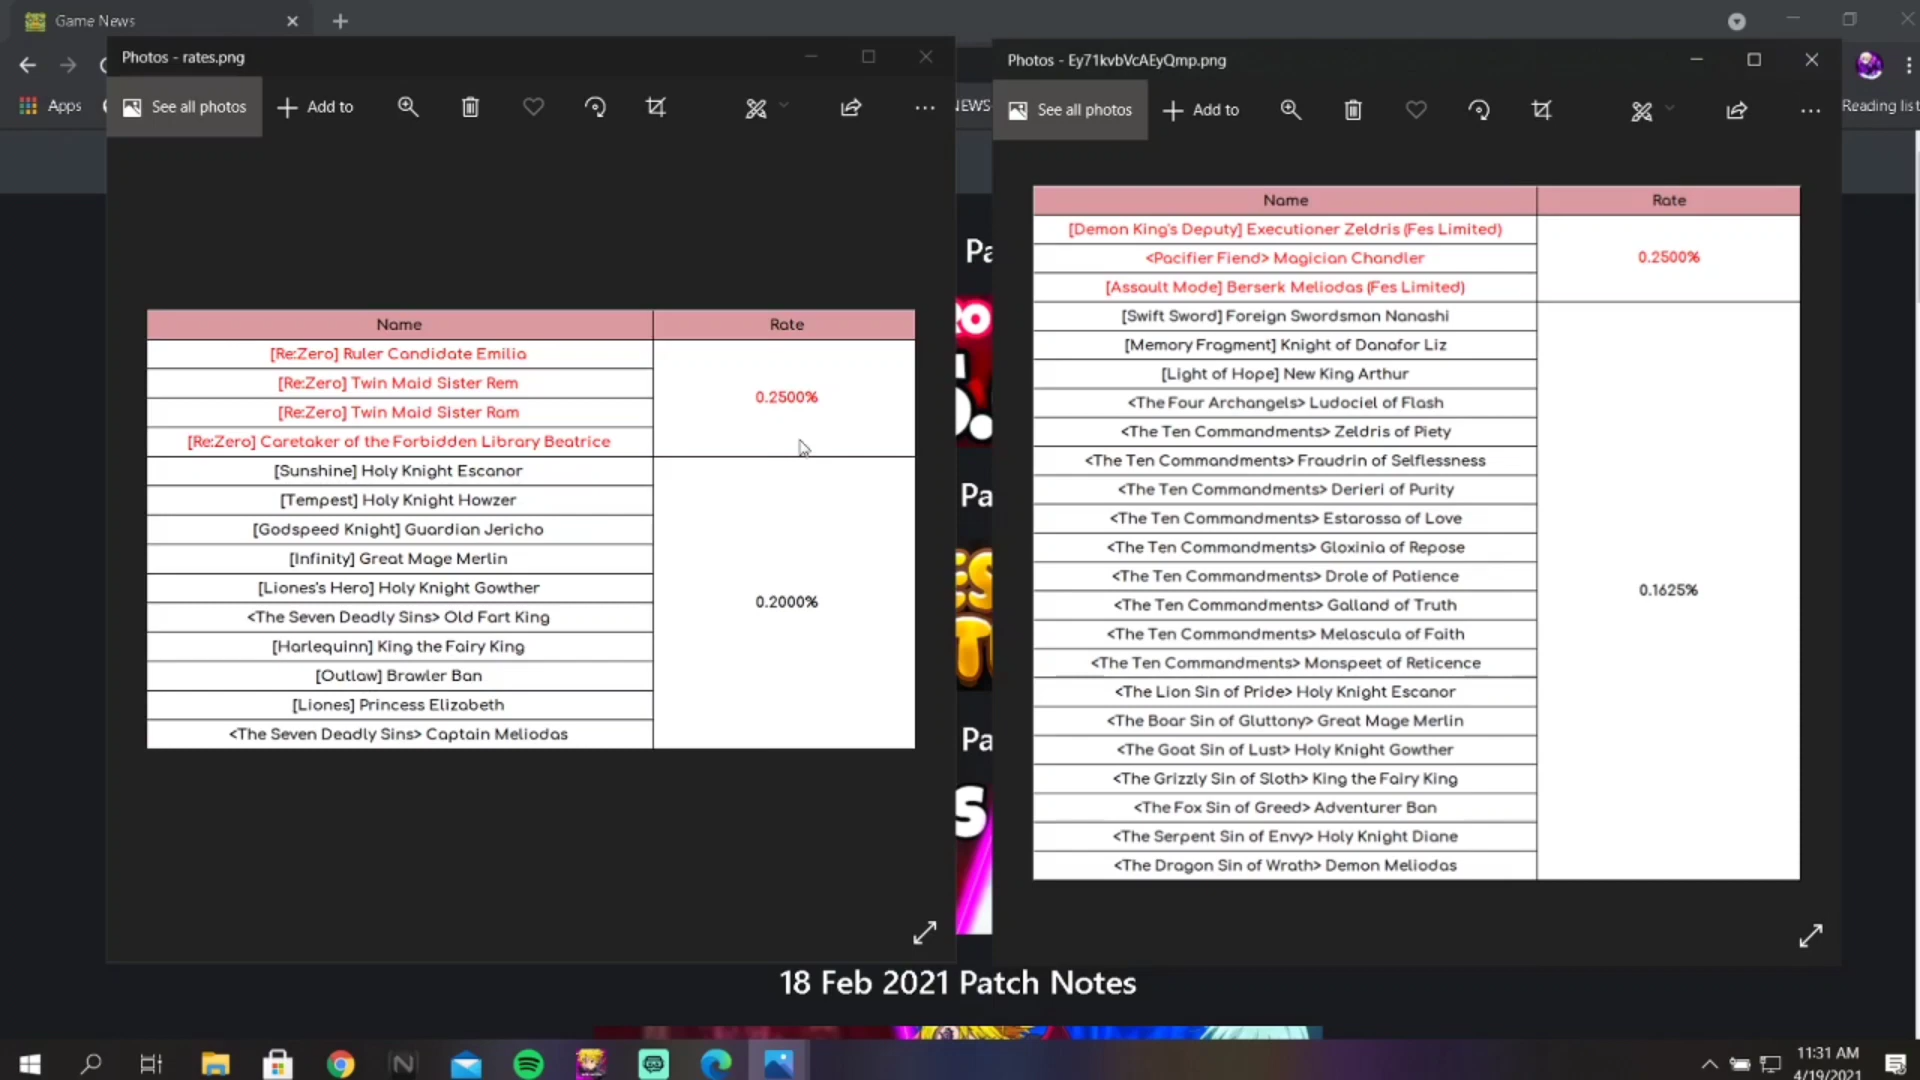 Game News
Photos - rates.png
Photos - Ey71kvbVcAEyQmp.png
Apps
See all photos
Add to
See all photos
Add to
Reading list
Name Rate
[Re:Zero] Ruler Candidate Emilia
[Re:Zero] Twin Maid Sister Rem
0.2500%
[Re:Zero] Twin Maid Sister Ram
[Re:Zero] Caretaker of the Forbidden Library Beatrice
[Sunshine] Holy Knight Escanor
[Tempest] Holy Knight Howzer
[Godspeed Knight] Guardian Jericho
[Infinity] Great Mage Merlin
[Liones's Hero] Holy Knight Gowther
0.2000%
<The Seven Deadly Sins> Old Fart King
[Harlequinn] King the Fairy King
[Outlaw] Brawler Ban
[Liones] Princess Elizabeth
<The Seven Deadly Sins> Captain Meliodas
Name Rate
[Demon King's Deputy] Executioner Zeldris (Fes Limited)
<Pacifier Fiend> Magician Chandler 0.2500%
[Assault Mode] Berserk Meliodas (Fes Limited)
[Swift Sword] Foreign Swordsman Nanashi
[Memory Fragment] Knight of Danafor Liz
[Light of Hope] New King Arthur
<The Four Archangels> Ludociel of Flash
<The Ten Commandments> Zeldris of Piety
<The Ten Commandments> Fraudrin of Selflessness
<The Ten Commandments> Derieri of Purity
<The Ten Commandments> Estarossa of Love
<The Ten Commandments> Gloxinia of Repose
<The Ten Commandments> Drole of Patience
0.1625%
<The Ten Commandments> Galland of Truth
<The Ten Commandments> Melascula of Faith
<The Ten Commandments> Monspeet of Reticence
<The Lion Sin of Pride> Holy Knight Escanor
<The Boar Sin of Gluttony> Great Mage Merlin
<The Goat Sin of Lust> Holy Knight Gowther
<The Grizzly Sin of Sloth> King the Fairy King
<The Fox Sin of Greed> Adventurer Ban
<The Serpent Sin of Envy> Holy Knight Diane
<The Dragon Sin of Wrath> Demon Meliodas
18 Feb 2021 Patch Notes
11:31 AM
4/19/2021